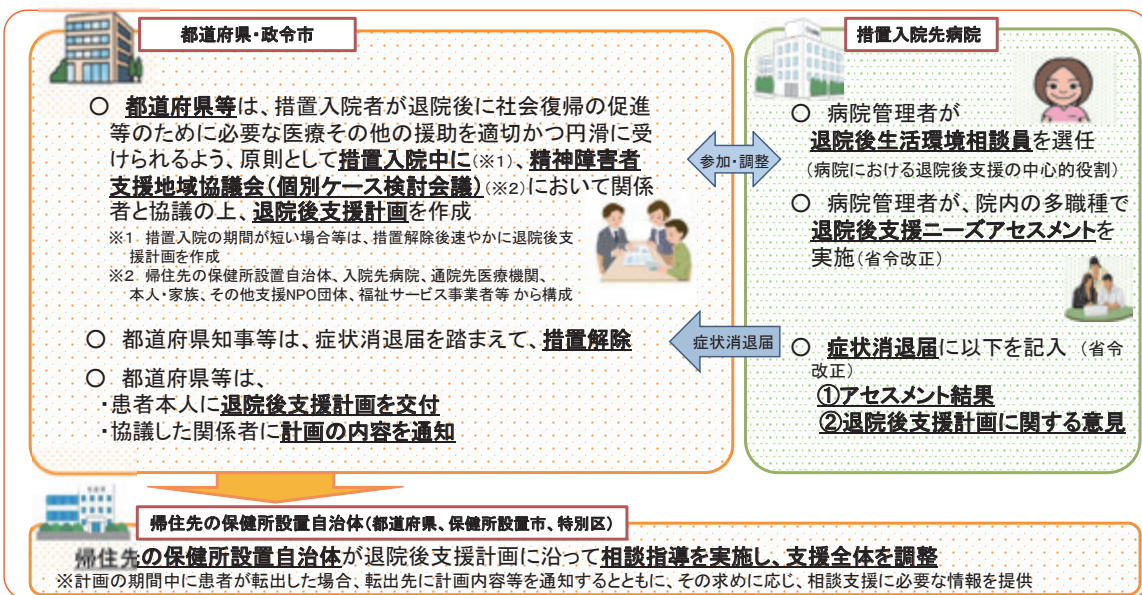 都道府県・政令市
○ 都道府県等は、措置入院者が退院後に社会復帰の促進
等のために必要な医療その他の援助を適切かつ円滑に受
けられるよう、原則として措置入院中に(※1)、精神障害者
支援地域協議会(個別ケース検討会議)(※2)において関係
者と協議の上、退院後支援計画を作成
※1 措置入院の期間が短い場合等は、措置解除後速やかに退院後支
援計画を作成
※2 帰住先の保健所設置自治体、入院先病院、通院先医療機関、
本人・家族、その他支援NPO団体、福祉サービス事業者等 から構成
○ 都道府県知事等は、症状消退届を踏まえて、措置解除
○ 都道府県等は、
・患者本人に退院後支援計画を交付
・協議した関係者に計画の内容を通知
参加・調整
症状消退届
措置入院先病院
○ 病院管理者が
退院後生活環境相談員を選任
(病院における退院後支援の中心的役割)
○ 病院管理者が、院内の多職種で
退院後支援ニーズアセスメントを
実施(省令改正)
○ 症状消退届に以下を記入 (省令
改正)
①アセスメント結果
②退院後支援計画に関する意見
帰住先の保健所設置自治体(都道府県、保健所設置市、特別区)
帰住先の保健所設置自治体が退院後支援計画に沿って相談指導を実施し、支援全体を調整
※計画の期間中に患者が転出した場合、転出先に計画内容等を通知するとともに、その求めに応じ、相談支援に必要な情報を提供